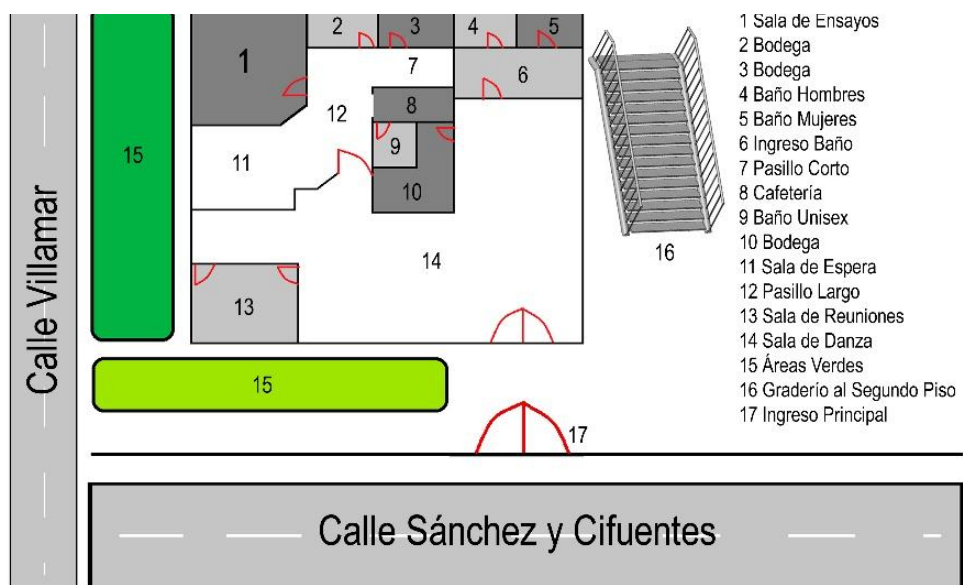 2
3
4
5
1
7
6
12
8
15
11
9
10
16
14
13
15
17
1 Sala de Ensayos
2 Bodega
3 Bodega
4 Baño Hombres
5 Baño Mujeres
6 Ingreso Baño
7 Pasillo Corto
8 Cafetería
9 Baño Unisex
10 Bodega
11 Sala de Espera
12 Pasillo Largo
13 Sala de Reuniones
14 Sala de Danza
15 Áreas Verdes
16 Graderío al Segundo Piso
17 Ingreso Principal
Calle Villamar
Calle Sánchez y Cifuentes